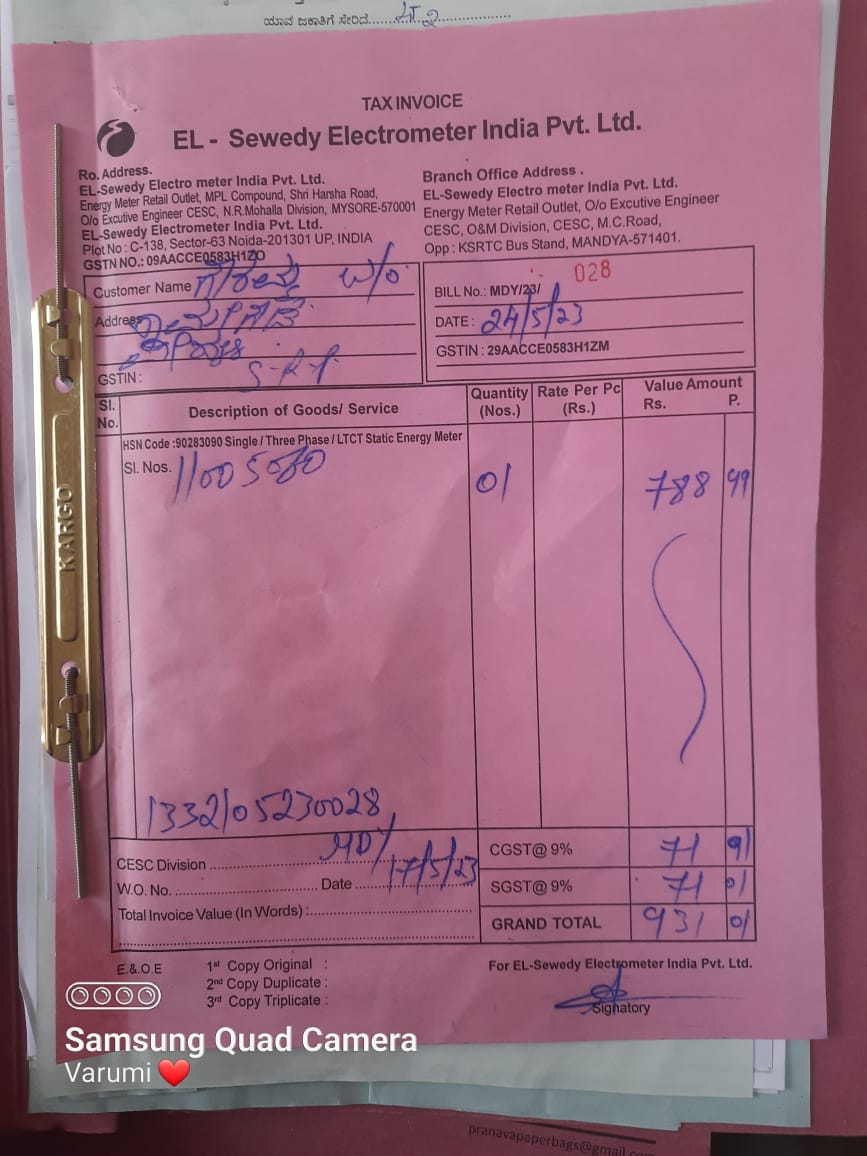 ಯಾವ ಜಕಾತಿಗೆ ಸೇರಿದೆ
TAX INVOICE
EL - Sewedy Electrometer India Pvt. Ltd.
Ro. Address.
EL-Sewedy Electro meter India Pvt. Ltd.
Energy Meter Retail Outlet, MPL Compound, Shri Harsha Road,
O/o Excutive Engineer CESC, N.R.Mohalla Division, MYSORE-570001
EL-Sewedy Electrometer India Pvt. Ltd.
Plot No : C-138, Sector-63 Noida-201301 UP, INDIA
GSTN NO.: 09AACCE0583H1ZO
Branch Office Address .
EL-Sewedy Electro meter India Pvt. Ltd.
Energy Meter Retail Outlet, O/o Excutive Engineer
CESC, O&M Division, CESC, M.C.Road,
Opp : KSRTC Bus Stand, MANDYA-571401.
Customer Name W/o
Address
GSTIN :
BILL No.: MDY/23/ 028
DATE : 24/5/23
GSTIN : 29AACCE0583H1ZM
Sl. No. Description of Goods/ Service Quantity (Nos.) Rate Per Pc (Rs.) Value Amount Rs. P.
HSN Code :90283090 Single / Three Phase / LTCT Static Energy Meter
Sl. Nos. 11005080 01 788 99
1332105230028
CESC Division MDY
W.O. No. Date 17/5/23
Total Invoice Value (In Words) :
CGST@ 9% 71 01
SGST@ 9% 71 01
GRAND TOTAL 931 01
E.&.O.E
1st Copy Original :
2nd Copy Duplicate :
3rd Copy Triplicate :
For EL-Sewedy Electrometer India Pvt. Ltd.
Signatory
KARGO
Samsung Quad Camera
Varumi ❤️